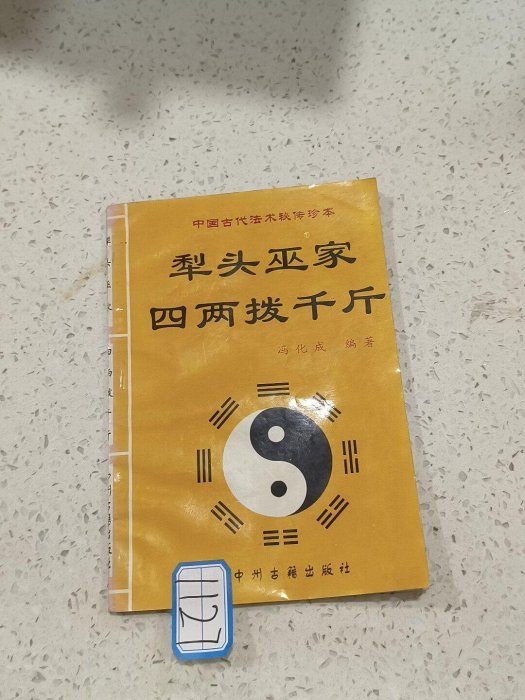 中国古代法术秘传珍本
犁头巫家
四两拨千斤
冯化成 编著
中州古籍出版社
1127